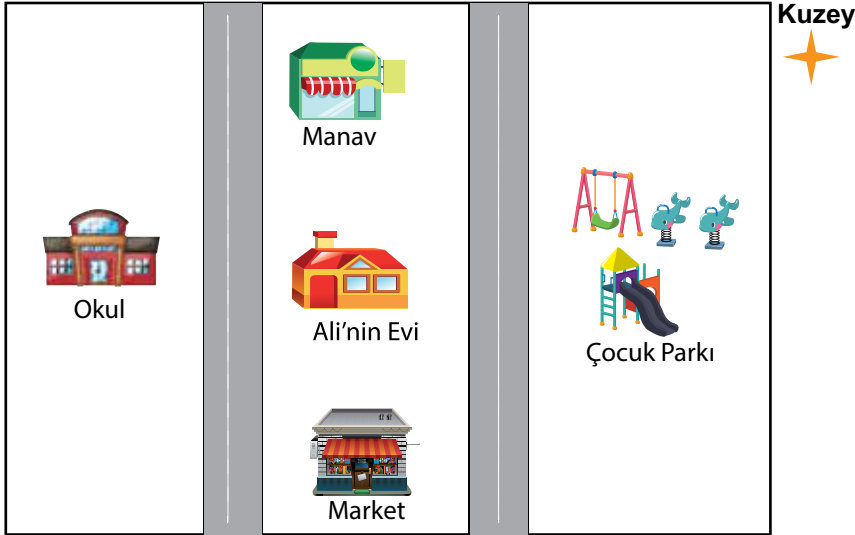 Kuzey
Manav
Okul
Ali'nin Evi
Çocuk Parkı
Market